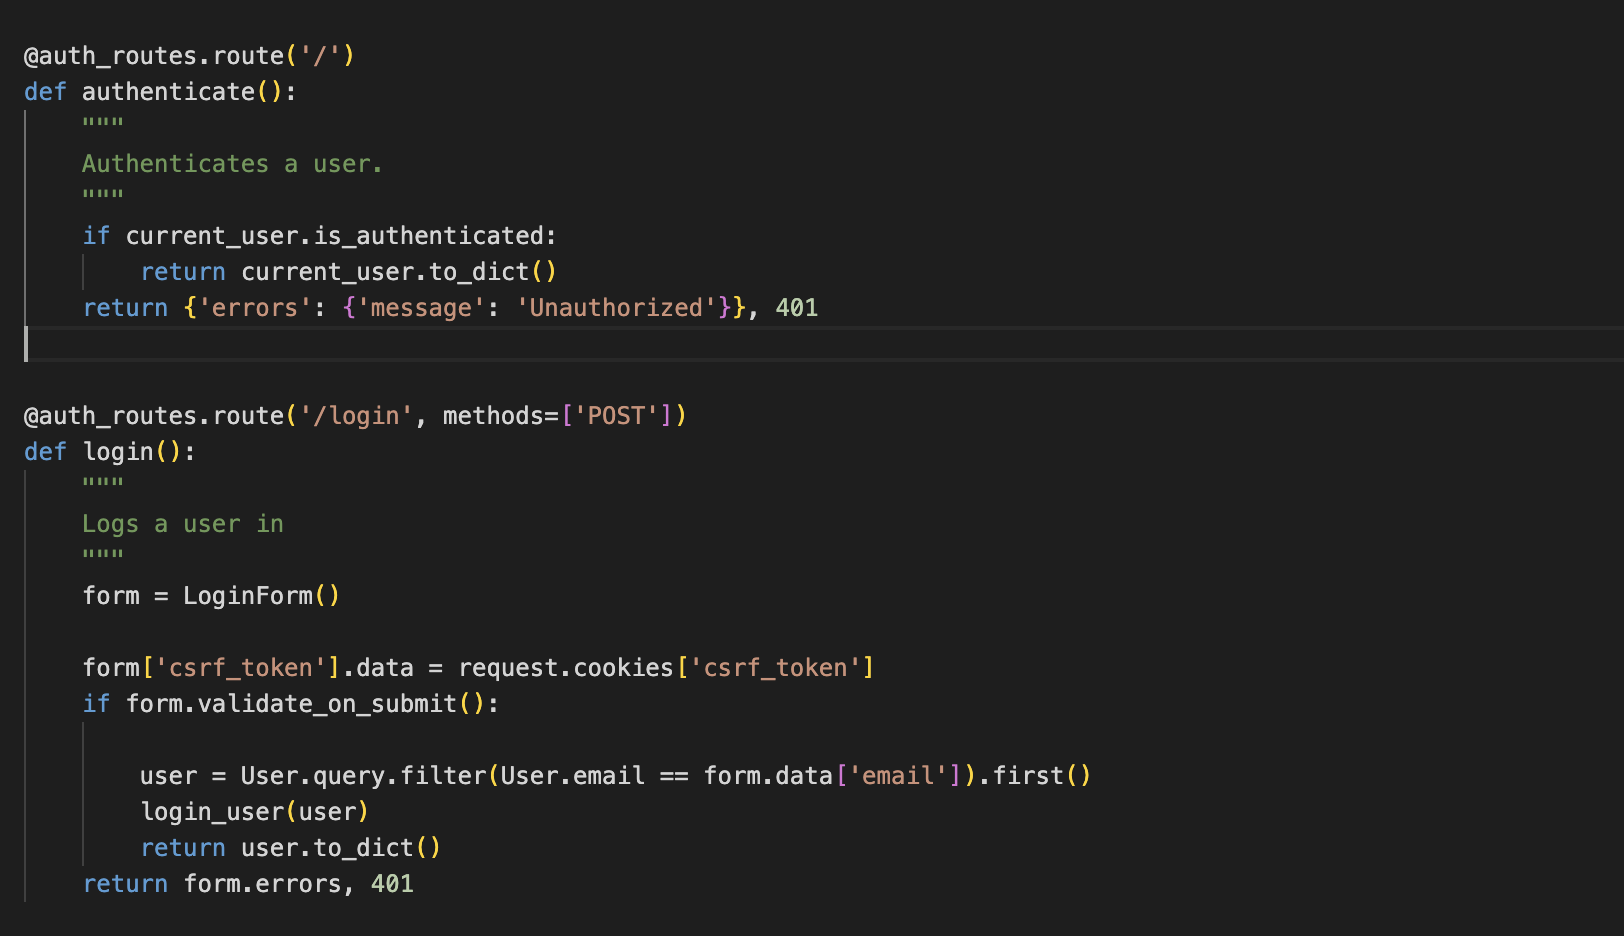 @auth_routes.route('/')
def authenticate():
    """
    Authenticates a user.
    """
    if current_user.is_authenticated:
        return current_user.to_dict()
    return {'errors': {'message': 'Unauthorized'}}, 401

@auth_routes.route('/login', methods=['POST'])
def login():
    """
    Logs a user in
    """
    form = LoginForm()

    form['csrf_token'].data = request.cookies['csrf_token']
    if form.validate_on_submit():

        user = User.query.filter(User.email == form.data['email']).first()
        login_user(user)
        return user.to_dict()
    return form.errors, 401